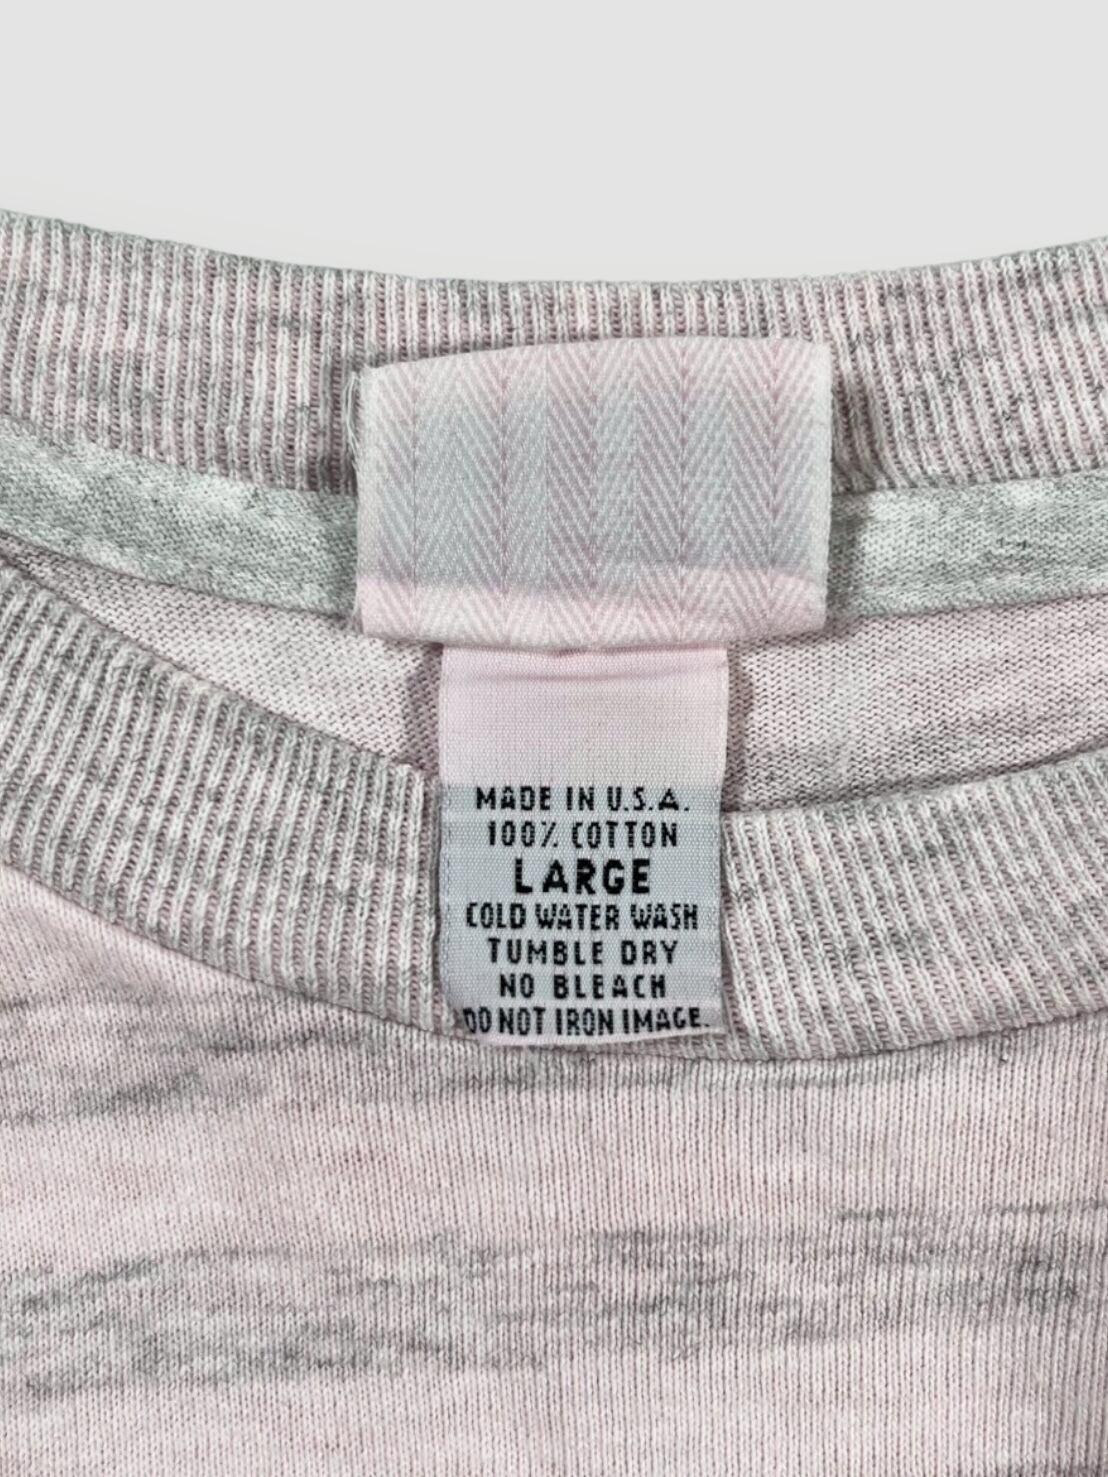 MADE IN U.S.A.
100% COTTON
LARGE
COLD WATER WASH
TUMBLE DRY
NO BLEACH
DO NOT IRON IMAGE.